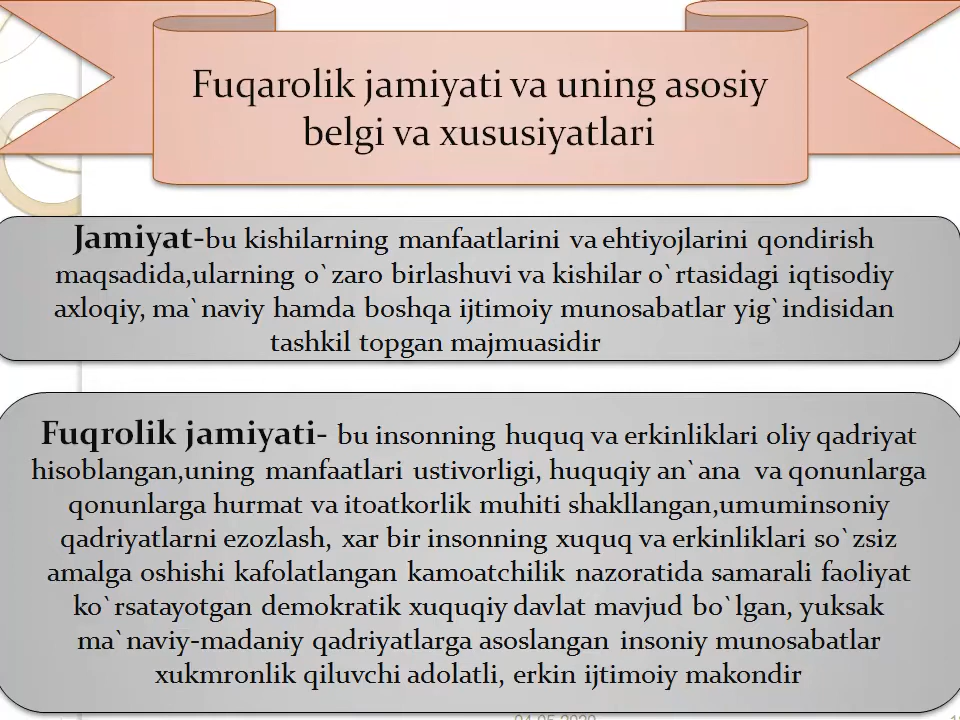 Fuqarolik jamiyati va uning asosiy
belgi va xususiyatlari
Jamiyat-bu kishilarning manfaatlarini va ehtiyojlarini qondirish
maqsadida,ularning o`zaro birlashuvi va kishilar o`rtasidagi iqtisodiy
axloqiy, ma`naviy hamda boshqa ijtimoiy munosabatlar yig`indisidan
tashkil topgan majmuasidir
Fuqrolik jamiyati- bu insonning huquq va erkinliklari oliy qadriyat
hisoblangan,uning manfaatlari ustivorligi, huquqiy an`ana va qonunlarga
qonunlarga hurmat va itoatkorlik muhiti shakllangan,umuminsoniy
qadriyatlarni ezozlash, xar bir insonning xuquq va erkinliklari so`zsiz
amalga oshishi kafolatlangan kamoatchilik nazoratida samarali faoliyat
ko`rsatayotgan demokratik xuquqiy davlat mavjud bo`lgan, yuksak
ma`naviy-madaniy qadriyatlarga asoslangan insoniy munosabatlar
xukmronlik qiluvchi adolatli, erkin ijtimoiy makondir